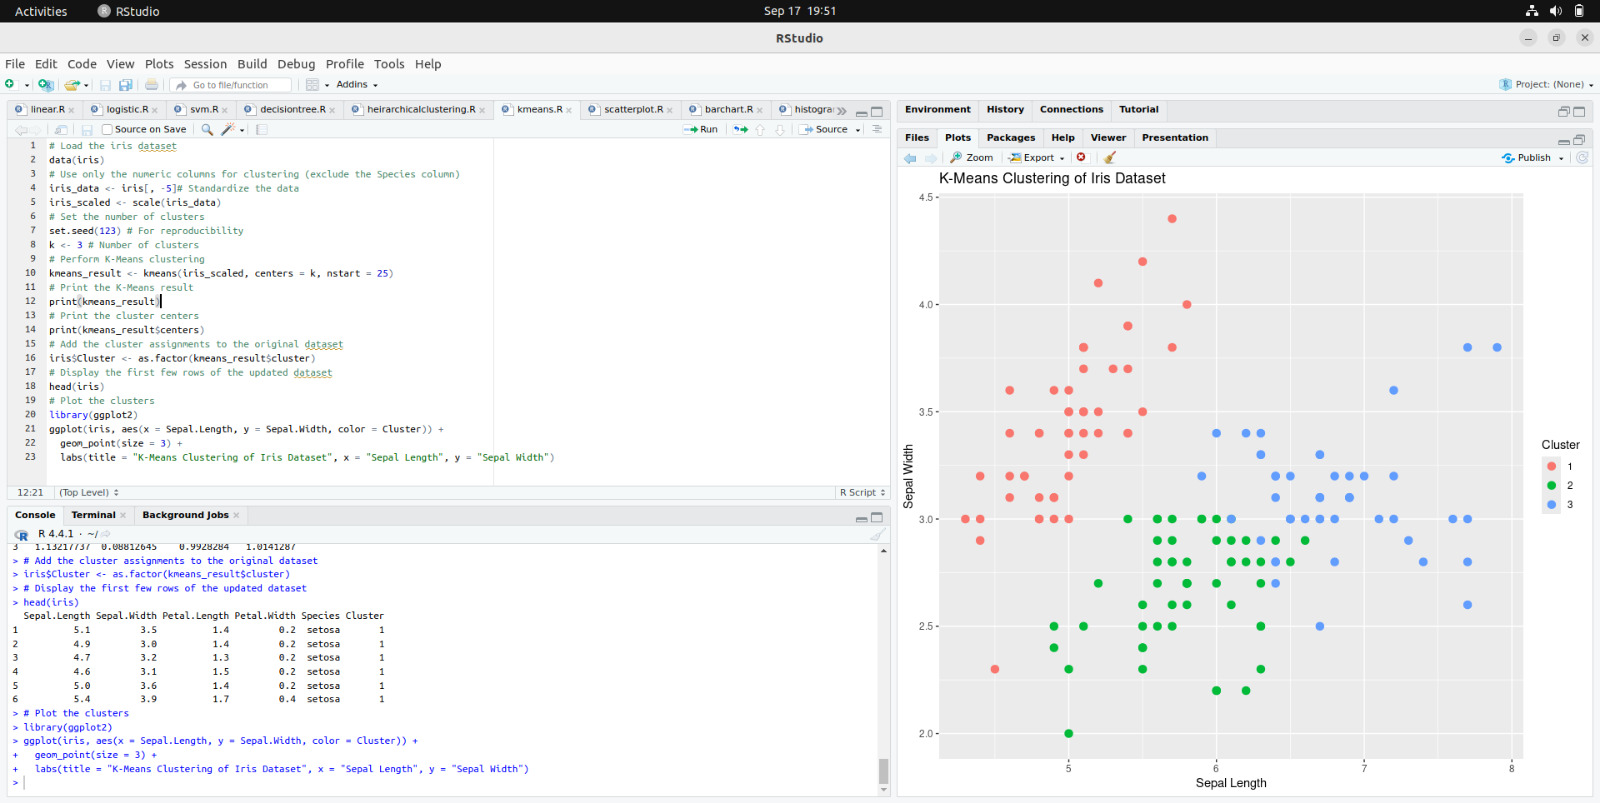 Activities RStudio Sep 17 19:51
RStudio
File Edit Code View Plots Session Build Debug Profile Tools Help
Go to file/function Addins Project: (None)
linear.R logistic.R svm.R decisiontree.R heirarchicalclustering.R kmeans.R scatterplot.R barchart.R histogra
Source on Save Run Source
1 # Load the iris dataset
2 data(iris)
3 # Use only the numeric columns for clustering (exclude the Species column)
4 iris_data <- iris[, -5]# Standardize the data
5 iris_scaled <- scale(iris_data)
6 # Set the number of clusters
7 set.seed(123) # For reproducibility
8 k <- 3 # Number of clusters
9 # Perform K-Means clustering
10 kmeans_result <- kmeans(iris_scaled, centers = k, nstart = 25)
11 # Print the K-Means result
12 print(kmeans_result)
13 # Print the cluster centers
14 print(kmeans_result$centers)
15 # Add the cluster assignments to the original dataset
16 iris$Cluster <- as.factor(kmeans_result$cluster)
17 # Display the first few rows of the updated dataset
18 head(iris)
19 # Plot the clusters
20 library(ggplot2)
21 ggplot(iris, aes(x = Sepal.Length, y = Sepal.Width, color = Cluster)) +
22 geom_point(size = 3) +
23 labs(title = "K-Means Clustering of Iris Dataset", x = "Sepal Length", y = "Sepal Width")
12:21 (Top Level) R Script
Console Terminal Background Jobs
R 4.4.1 · ~/
3 1.13217737 0.08812645 0.9928284 1.0141287
> # Add the cluster assignments to the original dataset
> iris$Cluster <- as.factor(kmeans_result$cluster)
> # Display the first few rows of the updated dataset
> head(iris)
Sepal.Length Sepal.Width Petal.Length Petal.Width Species Cluster
1 5.1 3.5 1.4 0.2 setosa 1
2 4.9 3.0 1.4 0.2 setosa 1
3 4.7 3.2 1.3 0.2 setosa 1
4 4.6 3.1 1.5 0.2 setosa 1
5 5.0 3.6 1.4 0.2 setosa 1
6 5.4 3.9 1.7 0.4 setosa 1
> # Plot the clusters
> library(ggplot2)
> ggplot(iris, aes(x = Sepal.Length, y = Sepal.Width, color = Cluster)) +
+ geom_point(size = 3) +
+ labs(title = "K-Means Clustering of Iris Dataset", x = "Sepal Length", y = "Sepal Width")
>
Environment History Connections Tutorial
Files Plots Packages Help Viewer Presentation
Zoom Export Publish
K-Means Clustering of Iris Dataset
4.5
4.0
3.5
3.0
2.5
2.0
Sepal Width
5 6 7 8
Sepal Length
Cluster
1
2
3